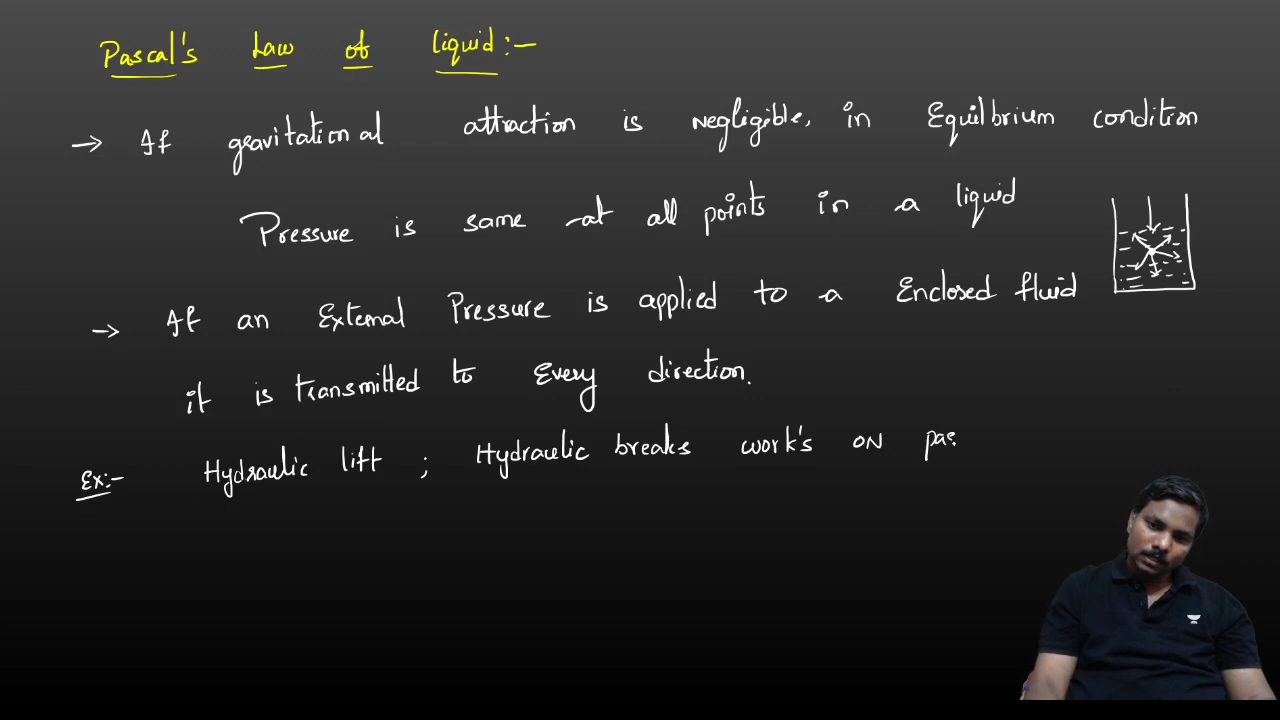 Pascal's Law of liquid:-
→ If gravitational attraction is negligible, in Equilbrium condition
Pressure is same at all points in a liquid
→ If an External Pressure is applied to a Enclosed fluid
it is transmitted to Every direction.
Ex:- Hydraulic lift ; Hydraulic breaks work's on pas